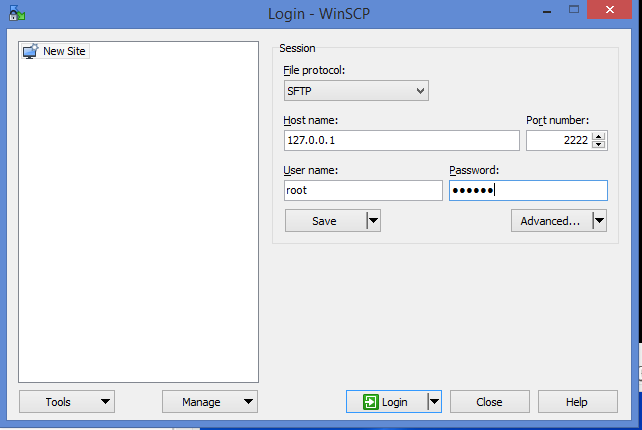 Login - WinSCP
New Site
Session
File protocol:
SFTP
Host name:
Port number:
127.0.0.1
2222
User name:
Password:
root
●●●●●●
Save
Advanced...
Tools
Manage
Login
Close
Help